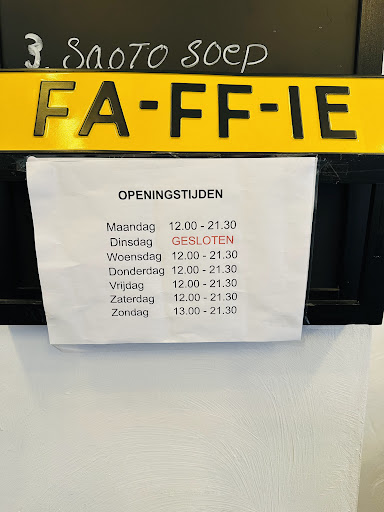 3. SAOTO SOEP
FA-FF-IE
OPENINGSTIJDEN
Maandag 12.00 - 21.30
Dinsdag GESLOTEN
Woensdag 12.00 - 21.30
Donderdag 12.00 - 21.30
Vrijdag 12.00 - 21.30
Zaterdag 12.00 - 21.30
Zondag 13.00 - 21.30